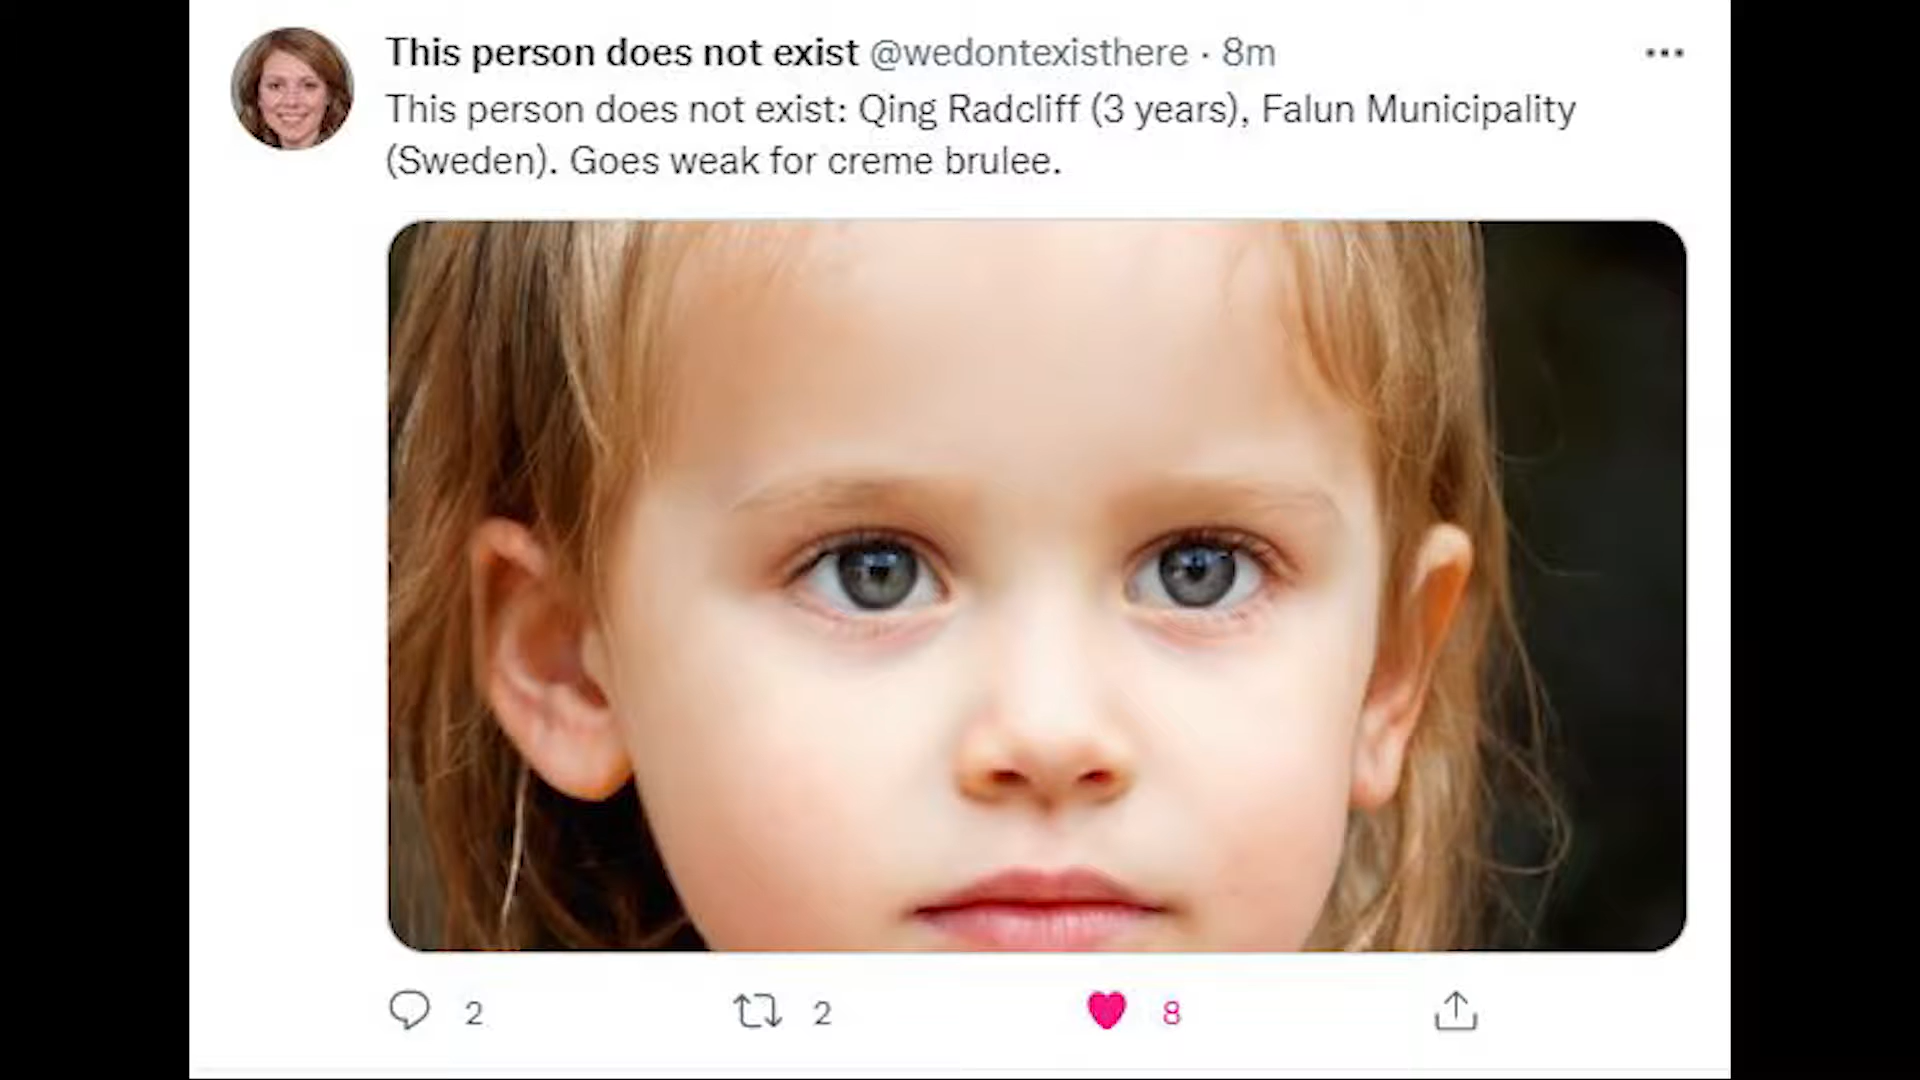 This person does not exist @wedontexisthere · 8m
This person does not exist: Qing Radcliff (3 years), Falun Municipality
(Sweden). Goes weak for creme brulee.
2 2 8